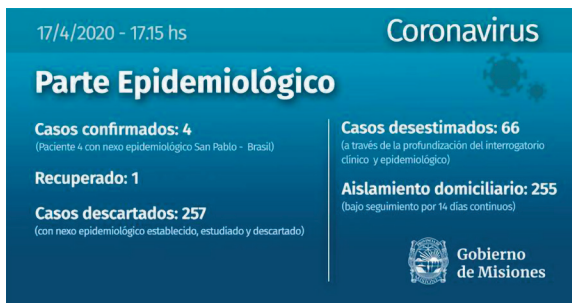 17/4/2020 - 17.15 hs
Coronavirus
Parte Epidemiológico
Casos confirmados: 4
(Paciente 4 con nexo epidemiológico San Pablo - Brasil)
Recuperado: 1
Casos descartados: 257
(con nexo epidemiológico establecido, estudiado y descartado)
Casos desestimados: 66
(a través de la profundización del interrogatorio
clínico y epidemiológico)
Aislamiento domiciliario: 255
(bajo seguimiento por 14 días continuos)
Gobierno
de Misiones